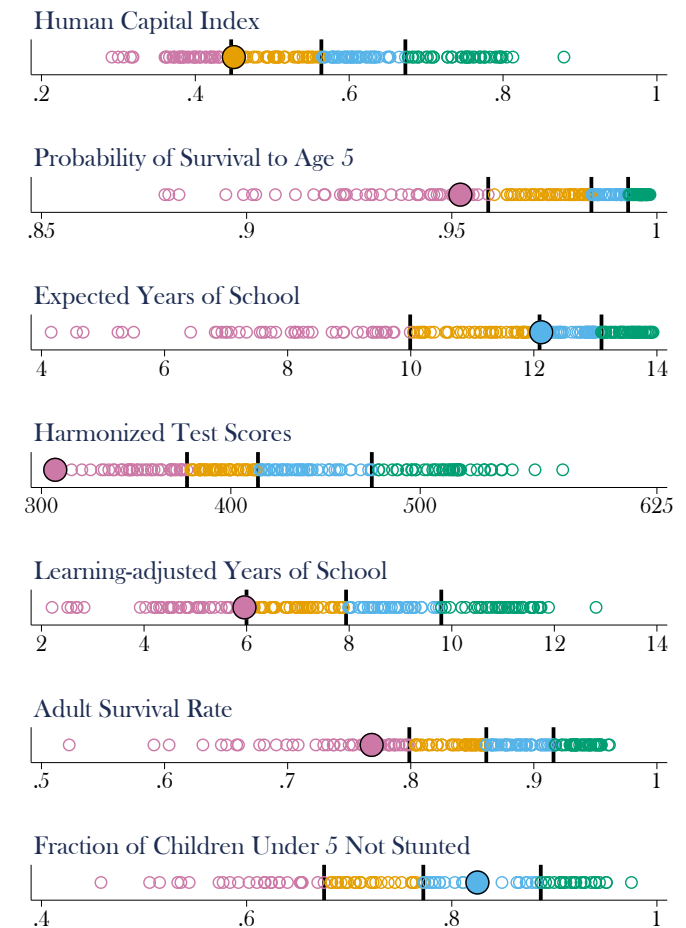 Human Capital Index
.2 .4 .6 .8 1
Probability of Survival to Age 5
.85 .9 .95 1
Expected Years of School
4 6 8 10 12 14
Harmonized Test Scores
300 400 500 625
Learning-adjusted Years of School
2 4 6 8 10 12 14
Adult Survival Rate
.5 .6 .7 .8 .9 1
Fraction of Children Under 5 Not Stunted
.4 .6 .8 1